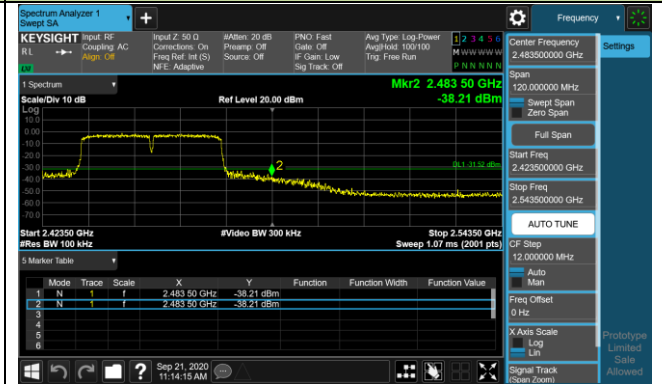 Spectrum Analyzer 1
Swept SA
Frequency
KEYSIGHT Input: RF Input Z: 50 Ω #Atten: 20 dB PNO: Fast Avg Type: Log-Power 1 2 3 4 5 6
RL Coupling: AC Corrections: On Preamp: Off Gate: Off Avg|Hold: 100/100 M W W W W W
Align: Off Freq Ref: Int (S) Source: Off IF Gain: Low Trig: Free Run
LU NFE: Adaptive Sig Track: Off P N N N N N
1 Spectrum
Mkr2 2.483 50 GHz
Scale/Div 10 dB Ref Level 20.00 dBm -38.21 dBm
Log
10.0
0.00
-10.0
-20.0
-30.0
-40.0
-50.0
-60.0
-70.0
2
DL1 -31.52 dBm
Start 2.42350 GHz #Video BW 300 kHz Stop 2.54350 GHz
#Res BW 100 kHz Sweep 1.07 ms (2001 pts)
5 Marker Table
Mode Trace Scale X Y Function Function Width Function Value
1 N 1 f 2.483 50 GHz -38.21 dBm
2 N 1 f 2.483 50 GHz -38.21 dBm
3
4
5
6
Sep 21, 2020
11:14:15 AM
Center Frequency
2.483500000 GHz
Settings
Span
120.000000 MHz
Swept Span
Zero Span
Full Span
Start Freq
2.423500000 GHz
Stop Freq
2.543500000 GHz
AUTO TUNE
CF Step
12.000000 MHz
Auto
Man
Freq Offset
0 Hz
X Axis Scale
Log
Lin
Signal Track
(Span Zoom)
Prototype
Limited
Sale
Allowed